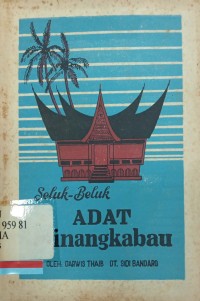 Seluk-Beluk
ADAT
inangkabau
959 81
OLEH: DARWIS THAIB DT. SIDI BANDARO